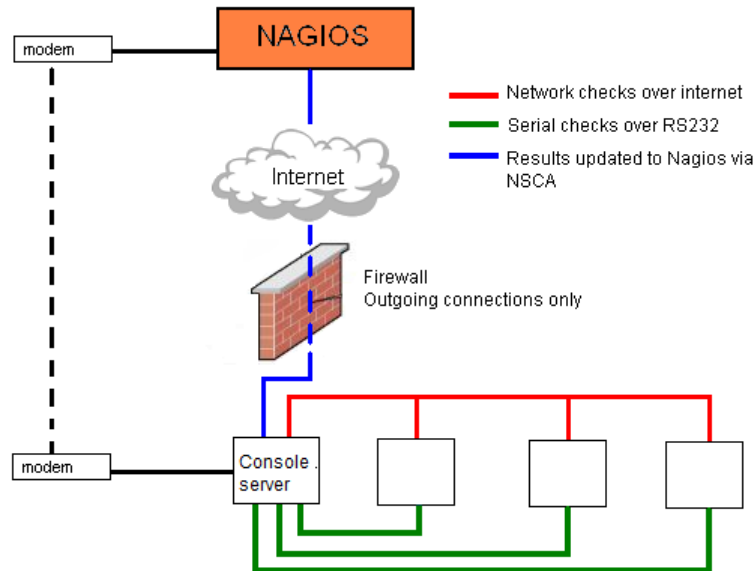 NAGIOS
modem
Network checks over internet
Serial checks over RS232
Results updated to Nagios via
NSCA
Internet
Firewall
Outgoing connections only
Console .
server
modem